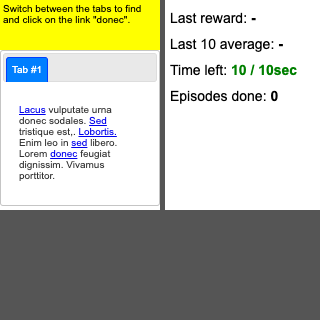 Switch between the tabs to find
and click on the link "donec".
Tab #1
Lacus vulputate urna
donec sodales. Sed
tristique est,. Lobortis.
Enim leo in sed libero.
Lorem donec feugiat
dignissim. Vivamus
porttitor.
Last reward: -
Last 10 average: -
Time left: 10 / 10sec
Episodes done: 0